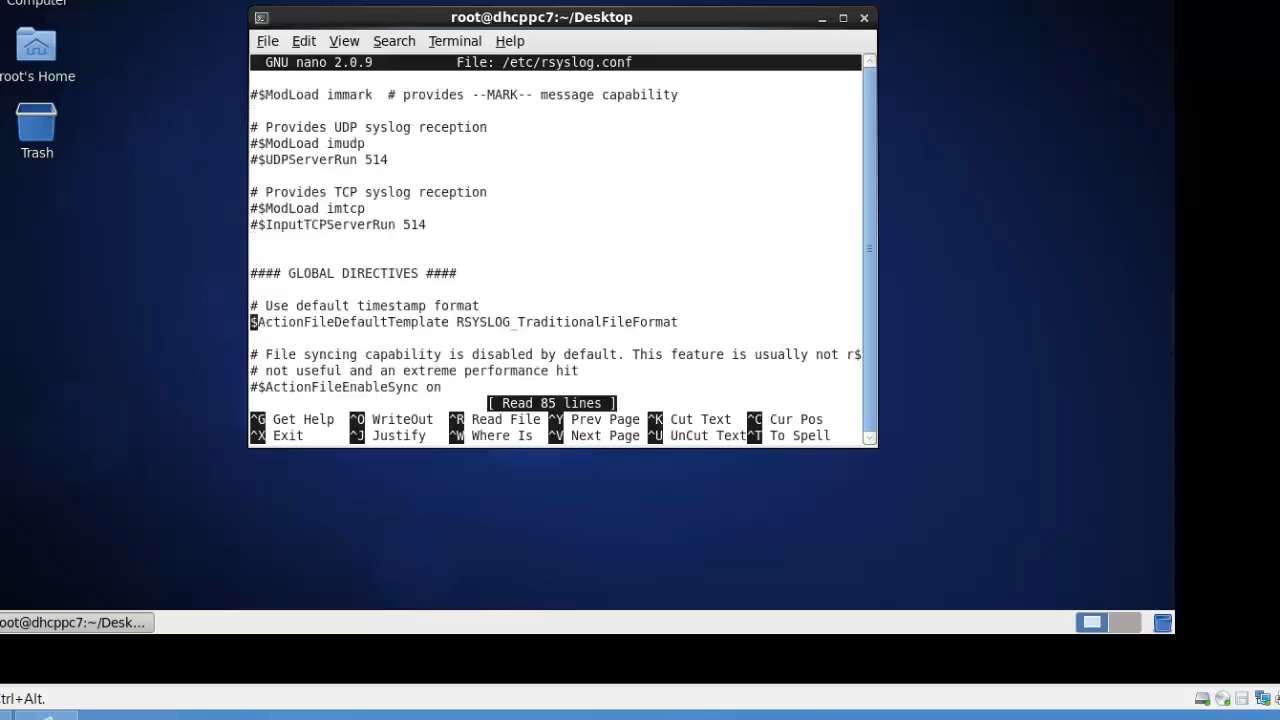 Computer
root's Home
Trash
root@dhcppc7:~/Desktop
File Edit View Search Terminal Help
GNU nano 2.0.9 File: /etc/rsyslog.conf
#$ModLoad immark # provides --MARK-- message capability
# Provides UDP syslog reception
#$ModLoad imudp
#$UDPServerRun 514
# Provides TCP syslog reception
#$ModLoad imtcp
#$InputTCPServerRun 514
#### GLOBAL DIRECTIVES ####
# Use default timestamp format
$ActionFileDefaultTemplate RSYSLOG_TraditionalFileFormat
# File syncing capability is disabled by default. This feature is usually not r$
# not useful and an extreme performance hit
#$ActionFileEnableSync on
[ Read 85 lines ]
^G Get Help ^O WriteOut ^R Read File ^Y Prev Page ^K Cut Text ^C Cur Pos
^X Exit ^J Justify ^W Where Is ^V Next Page ^U UnCut Text ^T To Spell
oot@dhcppc7:~/Desk...
trl+Alt.